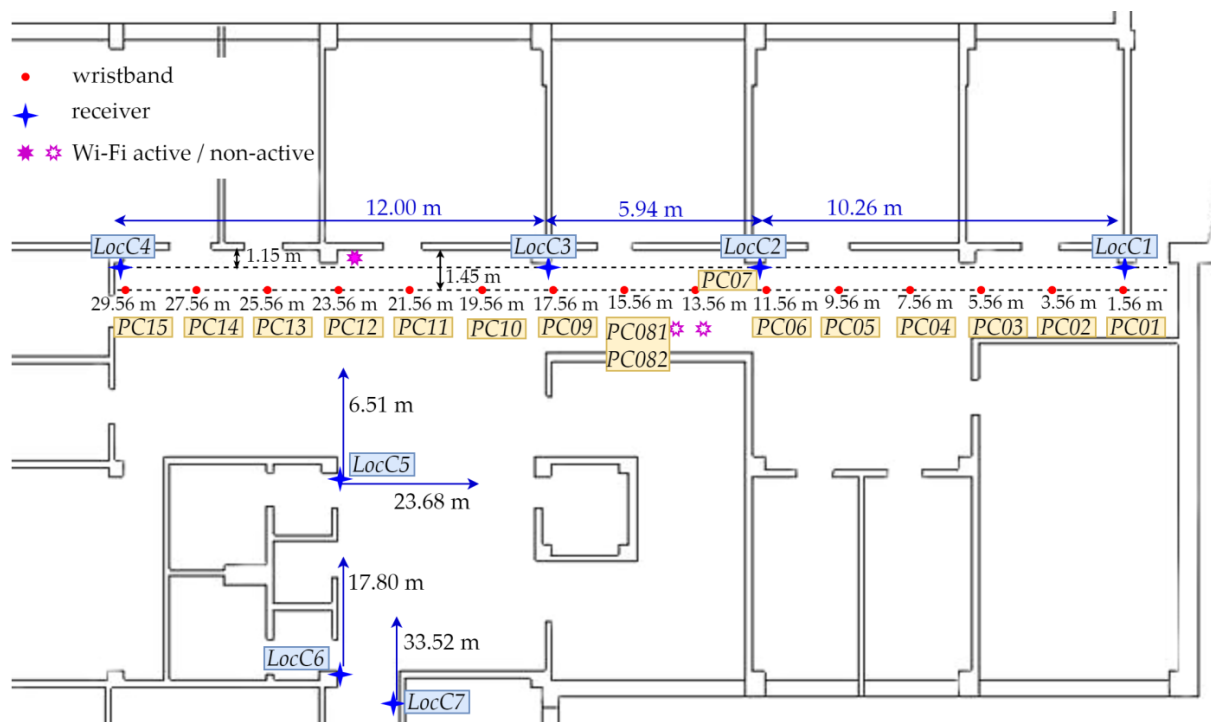 wristband
receiver
Wi-Fi active / non-active
12.00 m
5.94 m
10.26 m
LocC4
LocC3
LocC2
LocC1
1.15 m
1.45 m
PC07
29.56 m
27.56 m
25.56 m
23.56 m
21.56 m
19.56 m
17.56 m
15.56 m
13.56 m
11.56 m
9.56 m
7.56 m
5.56 m
3.56 m
1.56 m
PC15
PC14
PC13
PC12
PC11
PC10
PC09
PC081
PC082
PC06
PC05
PC04
PC03
PC02
PC01
6.51 m
LocC5
23.68 m
17.80 m
33.52 m
LocC6
LocC7